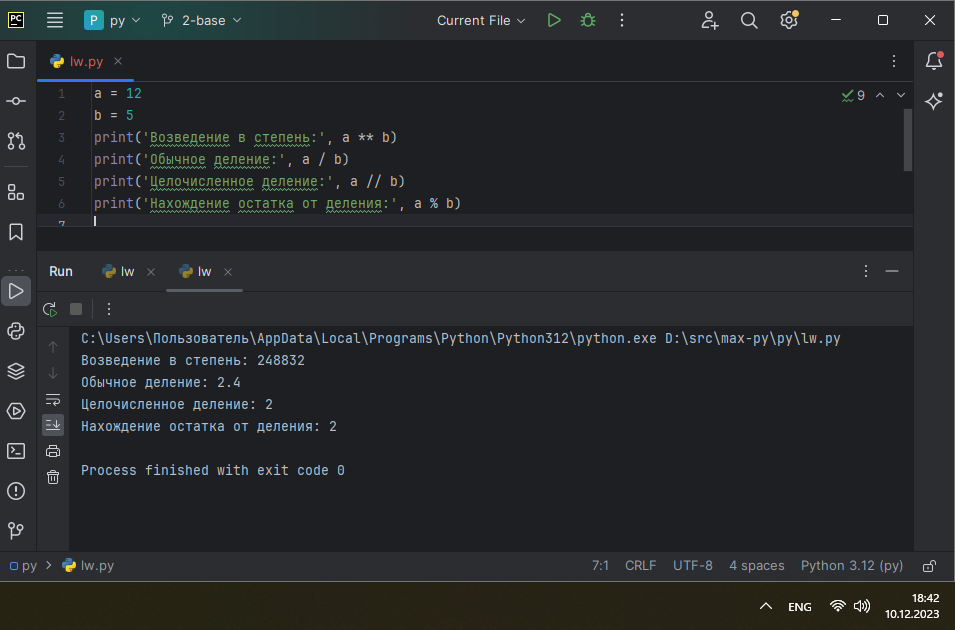 PC P py 2-base Current File
lw.py
1 a = 12 9
2 b = 5
3 print('Возведение в степень:', a ** b)
4 print('Обычное деление:', a / b)
5 print('Целочисленное деление:', a // b)
6 print('Нахождение остатка от деления:', a % b)
7
Run lw lw
C:\Users\Пользователь\AppData\Local\Programs\Python\Python312\python.exe D:\src\max-py\py\lw.py
Возведение в степень: 248832
Обычное деление: 2.4
Целочисленное деление: 2
Нахождение остатка от деления: 2
Process finished with exit code 0
py > lw.py 7:1 CRLF UTF-8 4 spaces Python 3.12 (py)
ENG 18:42
10.12.2023